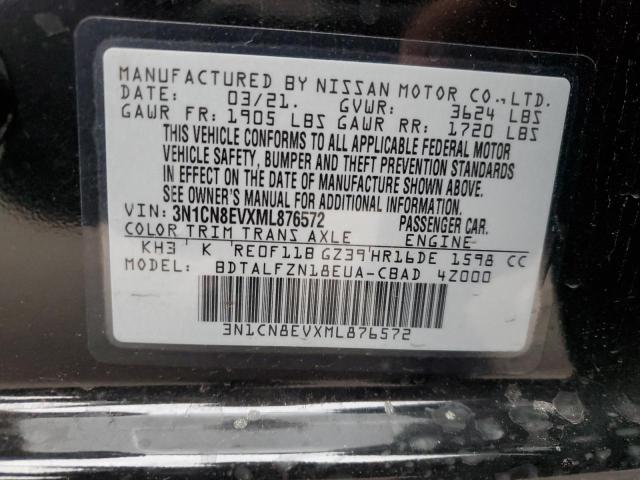 MANUFACTURED BY NISSAN MOTOR CO., LTD.
DATE: 03/21. GVWR: 3624 LBS
GAWR FR: 1905 LBS GAWR RR: 1720 LBS
THIS VEHICLE CONFORMS TO ALL APPLICABLE FEDERAL MOTOR
VEHICLE SAFETY, BUMPER AND THEFT PREVENTION STANDARDS
IN EFFECT ON THE DATE OF MANUFACTURE SHOWN ABOVE.
SEE OWNER'S MANUAL FOR ADDITIONAL INFORMATION.
VIN: 3N1CN8EVXML876572 PASSENGER CAR.
COLOR TRIM TRANS AXLE ENGINE
KH3 K RE0F11B GZ39 HR16DE 1598 CC
MODEL: BDTALFZN18EUA-CBAD 4Z000
3N1CN8EVXML876572